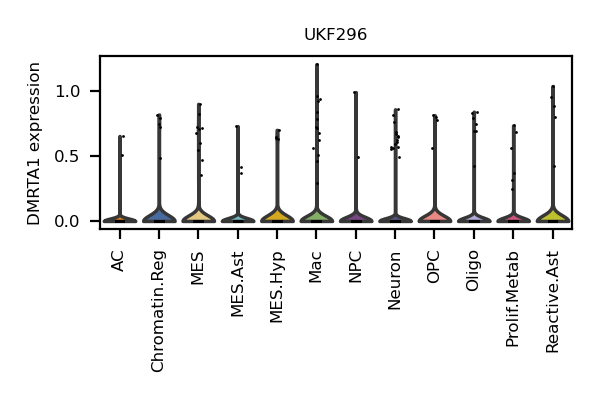 UKF296
DMRTA1 expression
1.0
0.5
0.0
AC
Chromatin.Reg
MES
MES.Ast
MES.Hyp
Mac
NPC
Neuron
OPC
Oligo
Prolif.Metab
Reactive.Ast